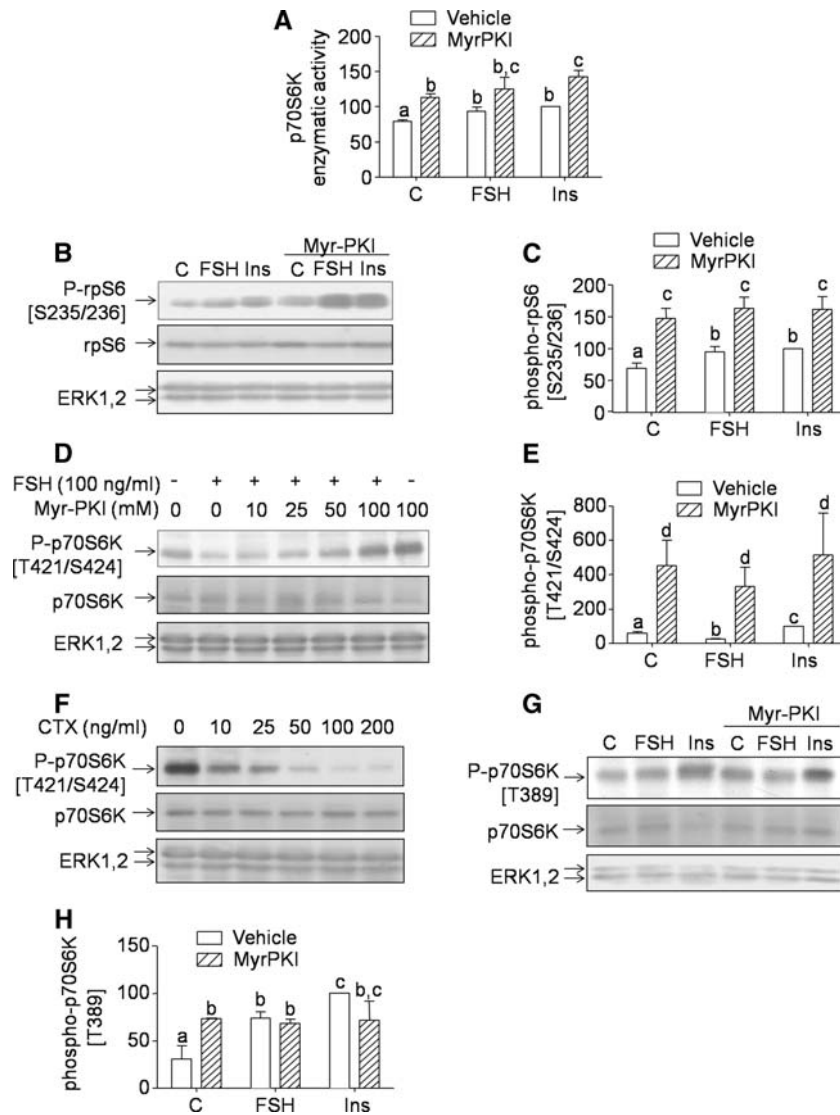 A
Vehicle
MyrPKI
p70S6K
enzymatic activity
200
150
100
50
0
a b b b,c b c
C FSH Ins
B
Myr-PKI
C FSH Ins C FSH Ins
P-rpS6
[S235/236]
rpS6
ERK1,2
C
Vehicle
MyrPKI
phospho-rpS6
[S235/236]
200
150
100
50
0
a c b c b c
C FSH Ins
D
FSH (100 ng/ml) - + + + + + -
Myr-PKI (mM) 0 0 10 25 50 100 100
P-p70S6K
[T421/S424]
p70S6K
ERK1,2
E
Vehicle
MyrPKI
phospho-p70S6K
[T421/S424]
800
600
400
200
0
a d b d c d
C FSH Ins
F
CTX (ng/ml) 0 10 25 50 100 200
P-p70S6K
[T421/S424]
p70S6K
ERK1,2
G
Myr-PKI
C FSH Ins C FSH Ins
P-p70S6K
[T389]
p70S6K
ERK1,2
H
Vehicle
MyrPKI
phospho-p70S6K
[T389]
150
100
50
0
a b b b c b,c
C FSH Ins